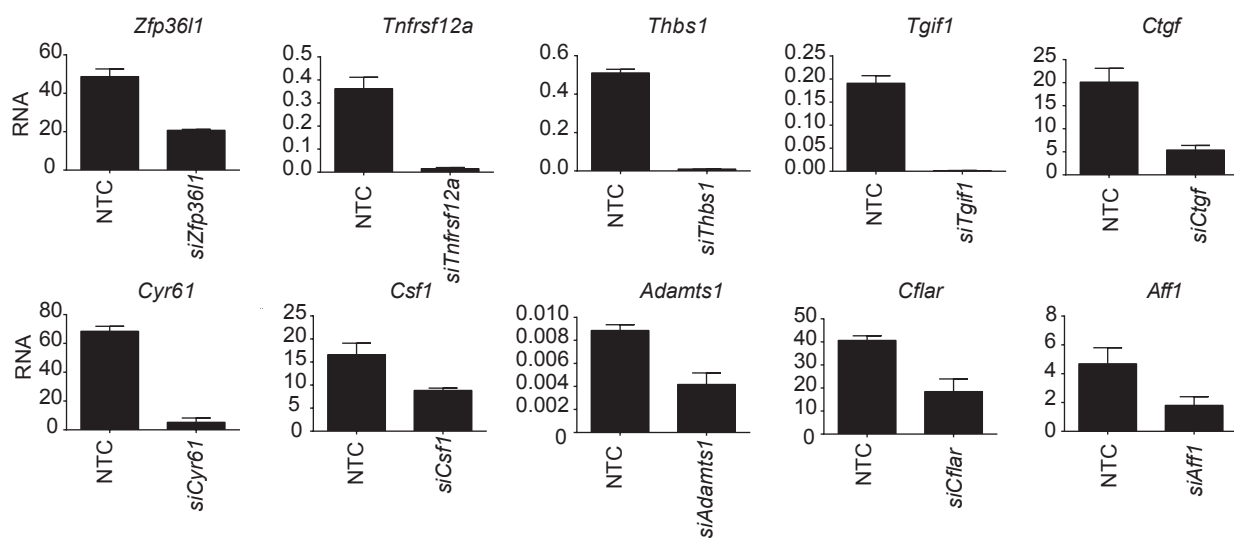 Zfp36l1
RNA
60
40
20
0
NTC
siZfp36l1
Tnfrsf12a
0.5
0.4
0.3
0.2
0.1
0.0
NTC
siTnfrsf12a
Thbs1
0.6
0.4
0.2
0.0
NTC
siThbs1
Tgif1
0.25
0.20
0.15
0.10
0.05
0.00
NTC
siTgif1
Ctgf
25
20
15
10
5
0
NTC
siCtgf
Cyr61
RNA
80
60
40
20
0
NTC
siCyr61
Csf1
25
20
15
10
5
0
NTC
siCsf1
Adamts1
0.010
0.008
0.006
0.004
0.002
0
NTC
siAdamts1
Cflar
50
40
30
20
10
0
NTC
siCflar
Aff1
8
6
4
2
0
NTC
siAff1